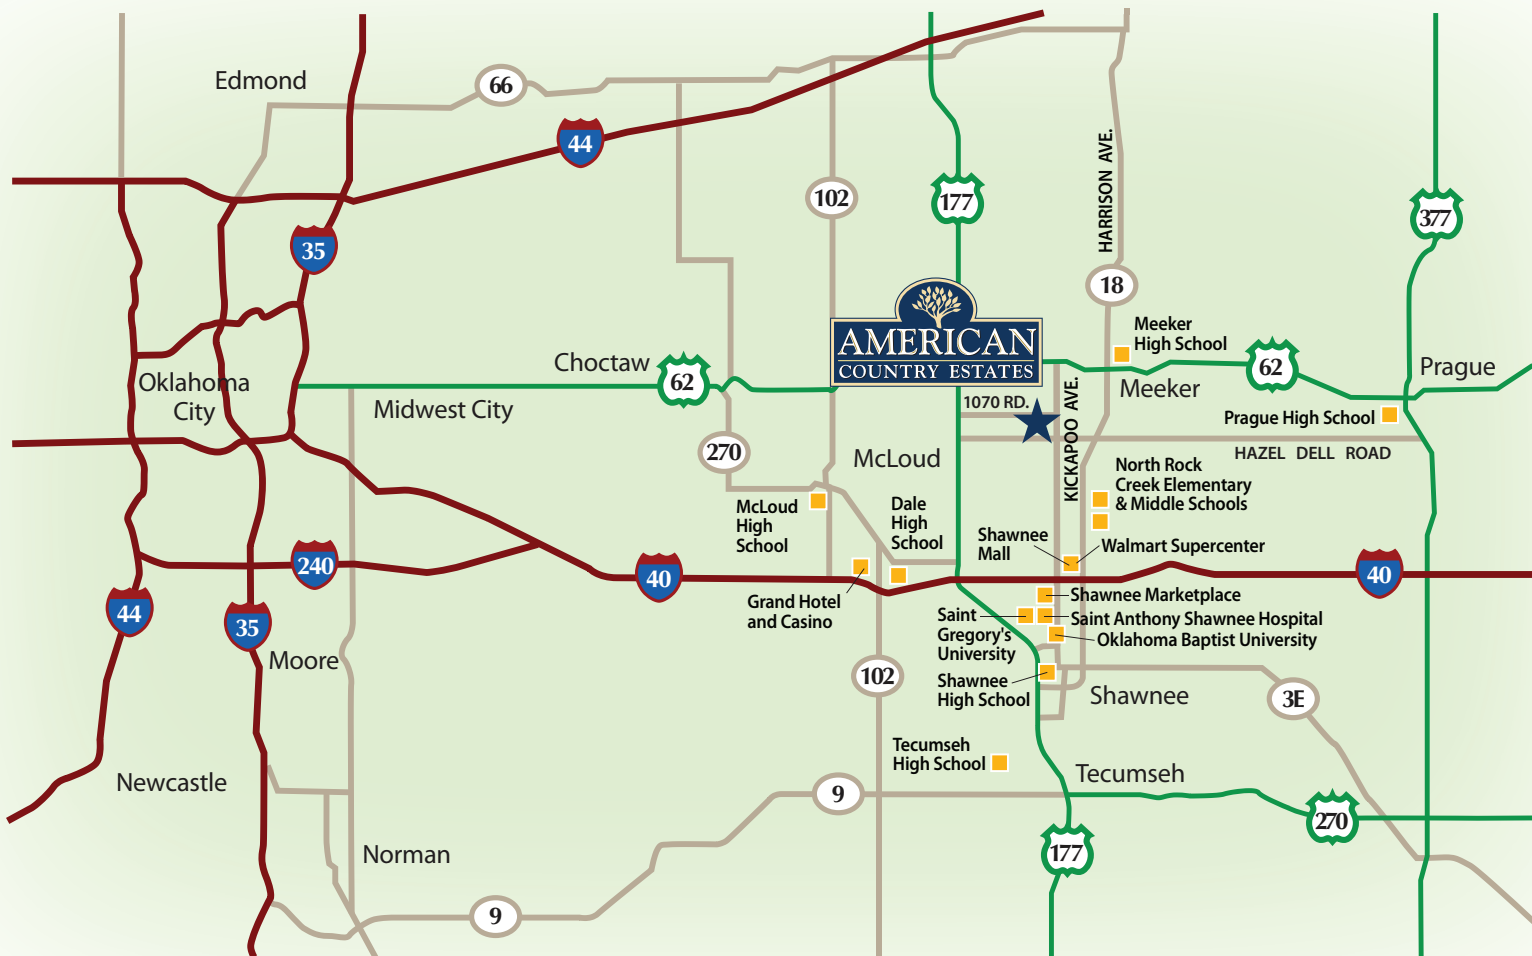 Edmond
66
44
HARRISON AVE.
102
177
377
35
18
AMERICAN
COUNTRY ESTATES
Meeker
High School
Choctaw
62
62
Prague
Oklahoma
City
Midwest City
Meeker
1070 RD.
KICKAPOO AVE.
Prague High School
270
McLoud
HAZEL DELL ROAD
North Rock
Creek Elementary
& Middle Schools
McLoud
High
School
Dale
High
School
Shawnee
Mall
Walmart Supercenter
240
40
40
44
35
Grand Hotel
and Casino
Shawnee Marketplace
Saint
Gregory's
University
Saint Anthony Shawnee Hospital
Oklahoma Baptist University
Moore
102
Shawnee
High School
Shawnee
3E
Tecumseh
High School
Tecumseh
Newcastle
9
270
177
Norman
9